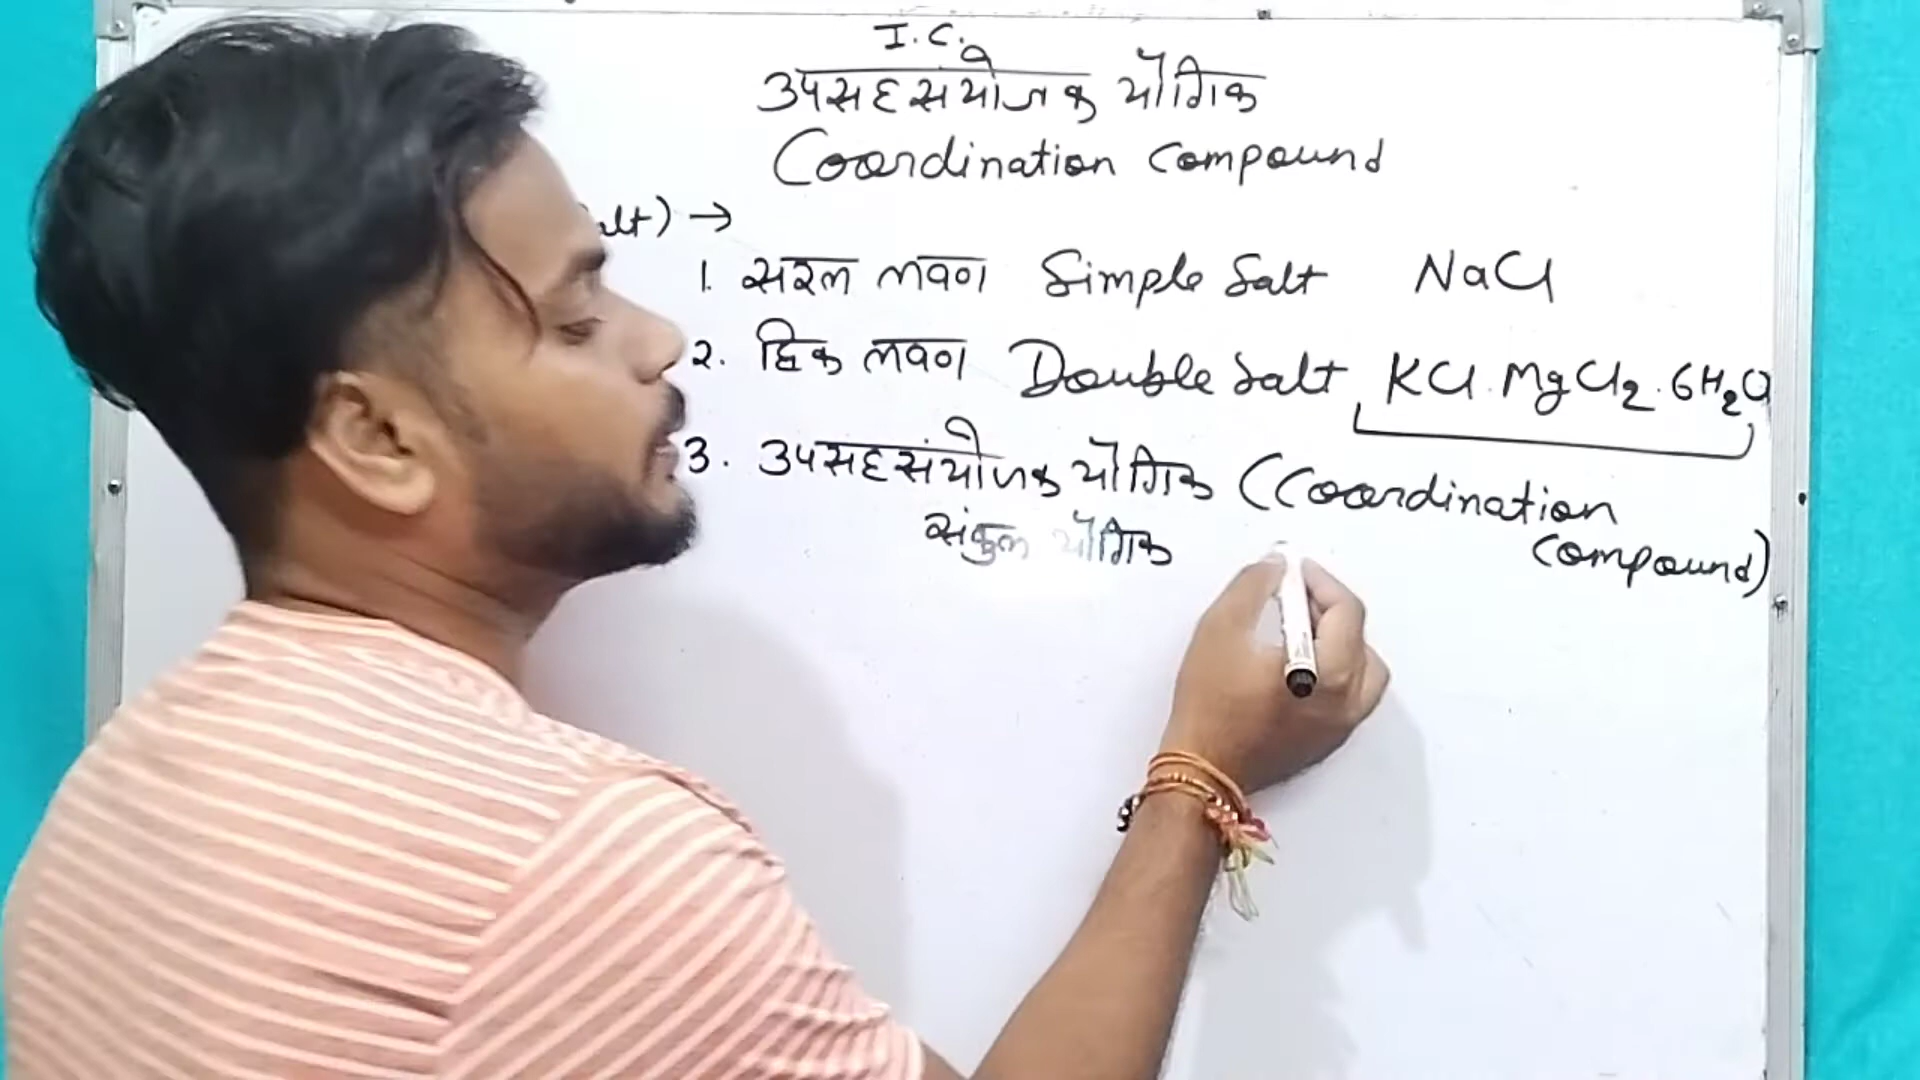 I. C.
उपसहसंयोजक यौगिक
Coordination Compound
alt) →
1. सरल लवण Simple Salt NaCl
2. द्विक लवण Double Salt KCl.MgCl₂.6H₂O
3. उपसहसंयोजक यौगिक (Coordination
Compound)
संकुल यौगिक